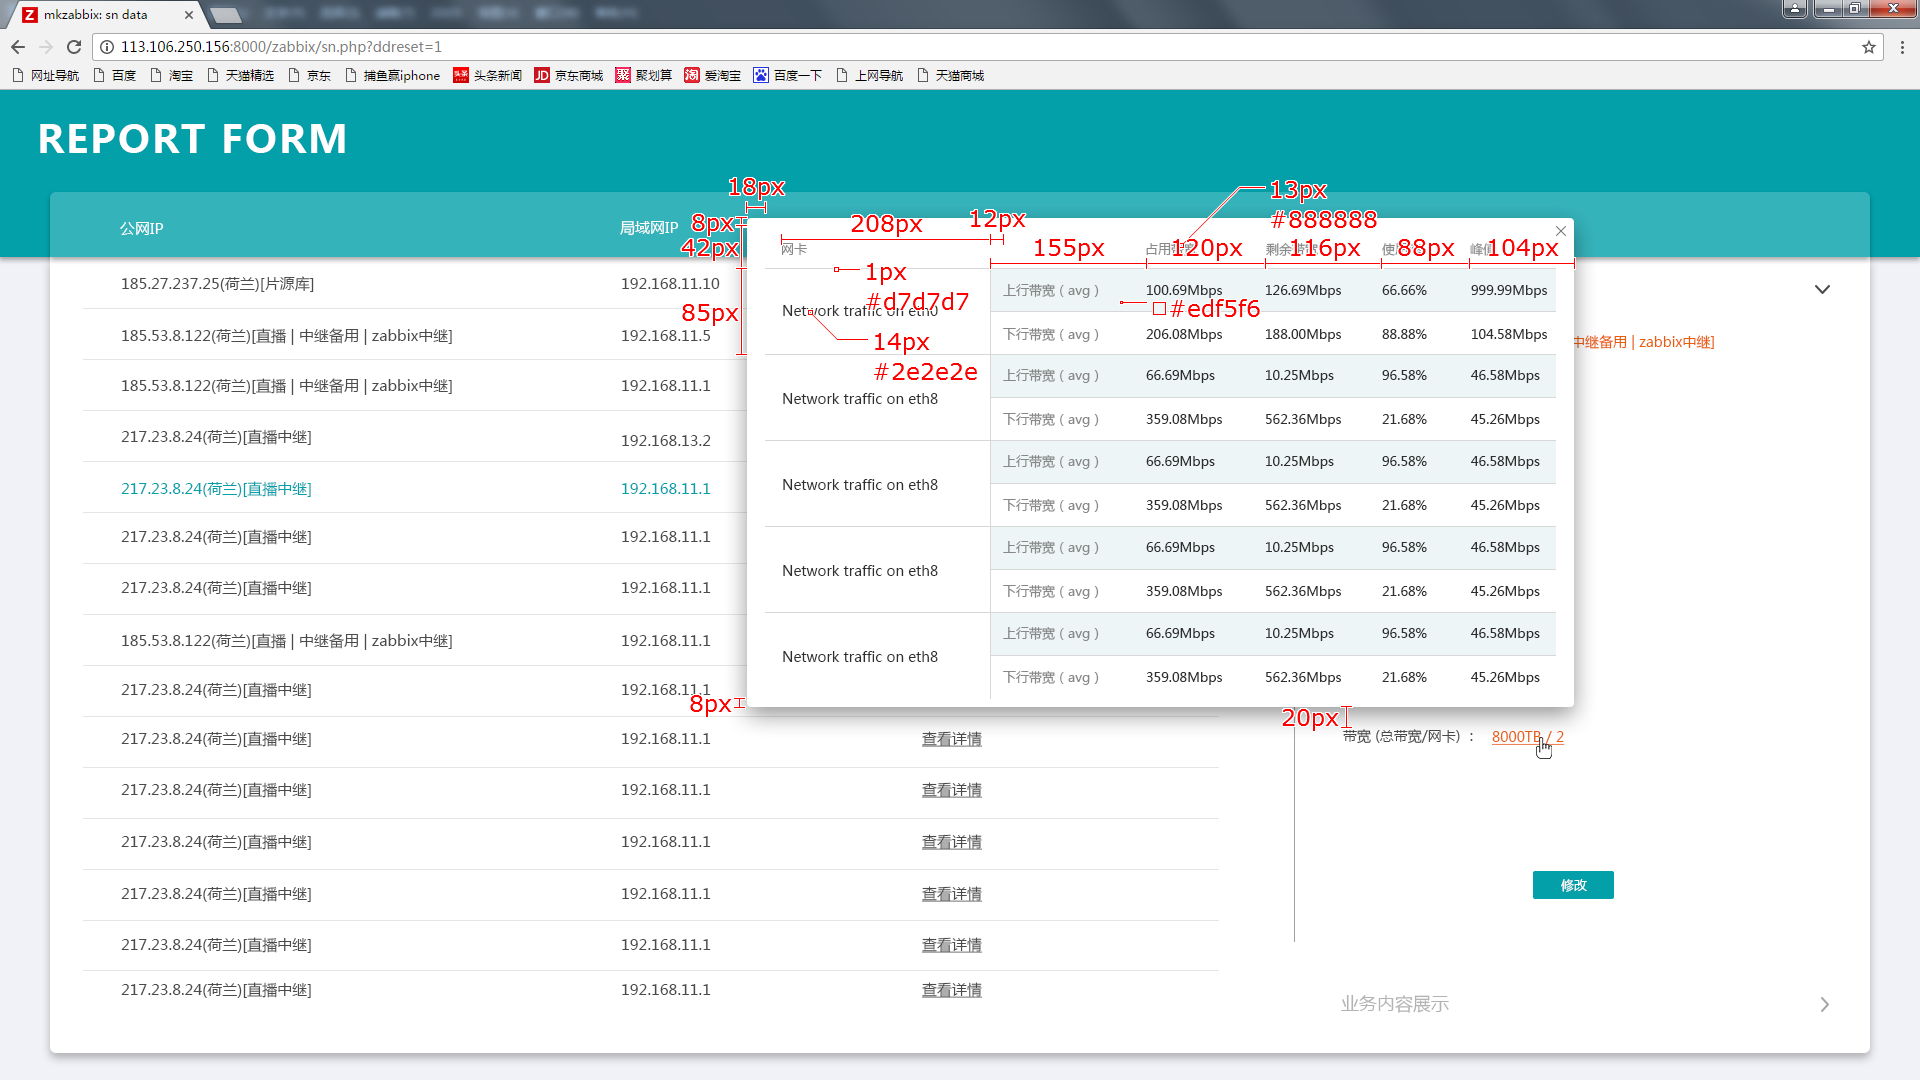 mkzabbix: sn data
113.106.250.156:8000/zabbix/sn.php?ddreset=1
网址导航 百度 淘宝 天猫精选 京东 捕鱼赢iphone 头条 头条新闻 JD 京东商城 聚 聚划算 淘 爱淘宝 百度一下 上网导航 天猫商城
REPORT FORM
公网IP 局域网IP
185.27.237.25(荷兰)[片源库] 192.168.11.10
185.53.8.122(荷兰)[直播 | 中继备用 | zabbix中继] 192.168.11.5
185.53.8.122(荷兰)[直播 | 中继备用 | zabbix中继] 192.168.11.1
217.23.8.24(荷兰)[直播中继] 192.168.13.2
217.23.8.24(荷兰)[直播中继] 192.168.11.1
217.23.8.24(荷兰)[直播中继] 192.168.11.1
217.23.8.24(荷兰)[直播中继] 192.168.11.1
185.53.8.122(荷兰)[直播 | 中继备用 | zabbix中继] 192.168.11.1
217.23.8.24(荷兰)[直播中继] 192.168.11.1
217.23.8.24(荷兰)[直播中继] 192.168.11.1 查看详情
217.23.8.24(荷兰)[直播中继] 192.168.11.1 查看详情
217.23.8.24(荷兰)[直播中继] 192.168.11.1 查看详情
217.23.8.24(荷兰)[直播中继] 192.168.11.1 查看详情
217.23.8.24(荷兰)[直播中继] 192.168.11.1 查看详情
217.23.8.24(荷兰)[直播中继] 192.168.11.1 查看详情
18px
8px
42px
85px
8px
208px
12px
13px
#888888
155px 120px 116px 88px 104px
网卡 占用带宽 剩余带宽
1px
#d7d7d7
14px
#2e2e2e
#edf5f6
Network traffic on eth0
上行带宽 ( avg ) 100.69Mbps 126.69Mbps 66.66% 999.99Mbps
下行带宽 ( avg ) 206.08Mbps 188.00Mbps 88.88% 104.58Mbps
Network traffic on eth8
上行带宽 ( avg ) 66.69Mbps 10.25Mbps 96.58% 46.58Mbps
下行带宽 ( avg ) 359.08Mbps 562.36Mbps 21.68% 45.26Mbps
Network traffic on eth8
上行带宽 ( avg ) 66.69Mbps 10.25Mbps 96.58% 46.58Mbps
下行带宽 ( avg ) 359.08Mbps 562.36Mbps 21.68% 45.26Mbps
Network traffic on eth8
上行带宽 ( avg ) 66.69Mbps 10.25Mbps 96.58% 46.58Mbps
下行带宽 ( avg ) 359.08Mbps 562.36Mbps 21.68% 45.26Mbps
Network traffic on eth8
上行带宽 ( avg ) 66.69Mbps 10.25Mbps 96.58% 46.58Mbps
下行带宽 ( avg ) 359.08Mbps 562.36Mbps 21.68% 45.26Mbps
中继备用 | zabbix中继]
20px
带宽 (总带宽/网卡) ： 8000TB / 2
修改
业务内容展示